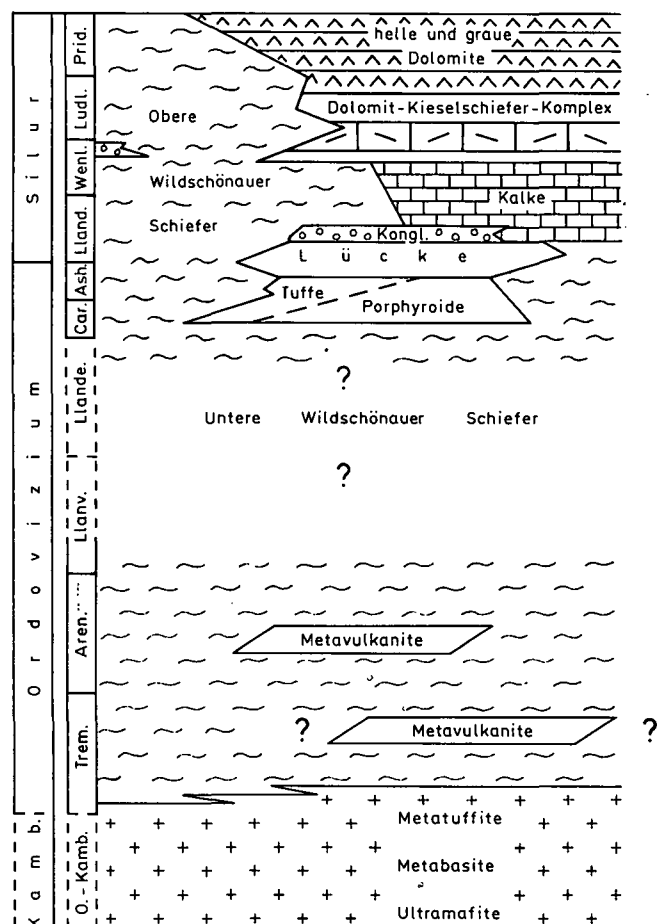 Silur
Ordovizium
Kamb.
Prid.
Ludl.
Wenl.
Lland.
Ash.
Car.
Llande.
Llanv.
Aren.
Trem.
O.-Kamb.
helle und graue
Dolomite
Dolomit-Kieselschiefer-Komplex
Obere
Wildschönauer
Schiefer
Kalke
Kongl.
Lücke
Tuffe
Porphyroide
?
Untere Wildschönauer Schiefer
?
Metavulkanite
? Metavulkanite ?
Metatuffite
Metabasite
Ultramafite